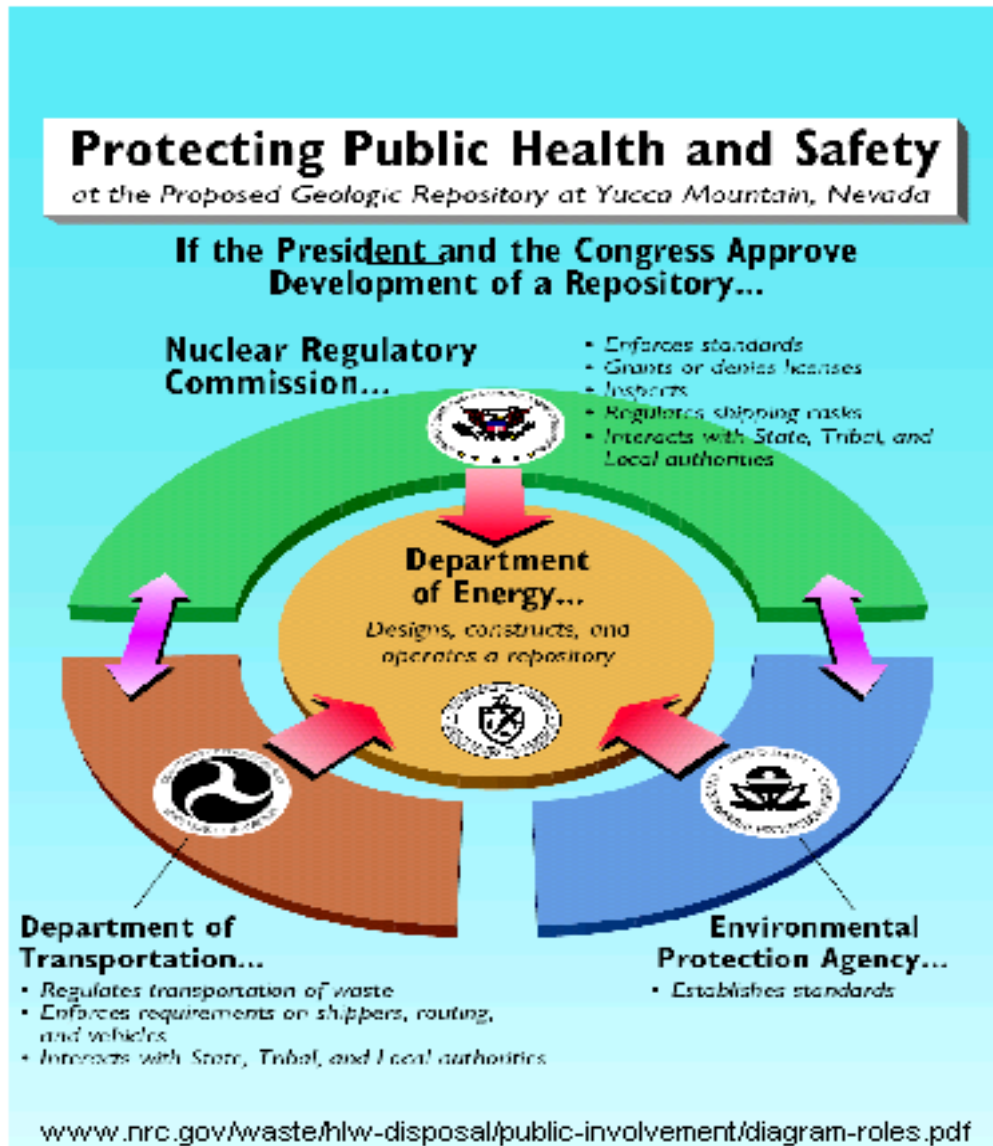 Protecting Public Health and Safety
at the Proposed Geologic Repository at Yucca Mountain, Nevada
If the President and the Congress Approve
Development of a Repository...
Nuclear Regulatory
Commission...
• Enforces standards
• Grants or denies licenses
• Inspects
• Regulates shipping casks
• Interacts with State, Tribal, and
Local authorities
Department
of Energy...
Designs, constructs, and
operates a repository
Department of
Transportation...
• Regulates transportation of waste
• Enforces requirements on shippers, routing,
and vehicles
• Interacts with State, Tribal, and Local authorities
Environmental
Protection Agency...
• Establishes standards
www.nrc.gov/waste/hlw-disposal/public-involvement/diagram-roles.pdf